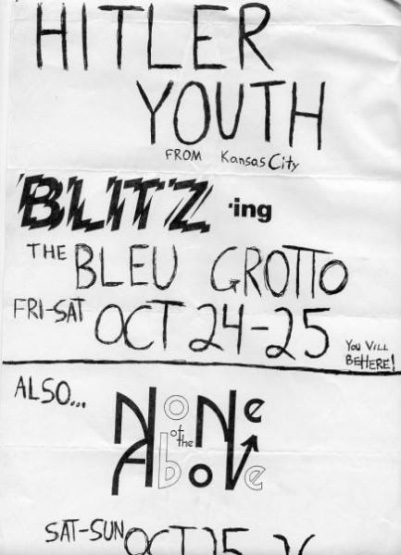 HITLER
YOUTH
FROM Kansas City
BLITZ-ing
THE BLEU GROTTO
FRI-SAT OCT 24-25
YOU VILL
BE HERE!
ALSO...
NoNe
of the
AboVe
SAT-SUN OCT 25-26